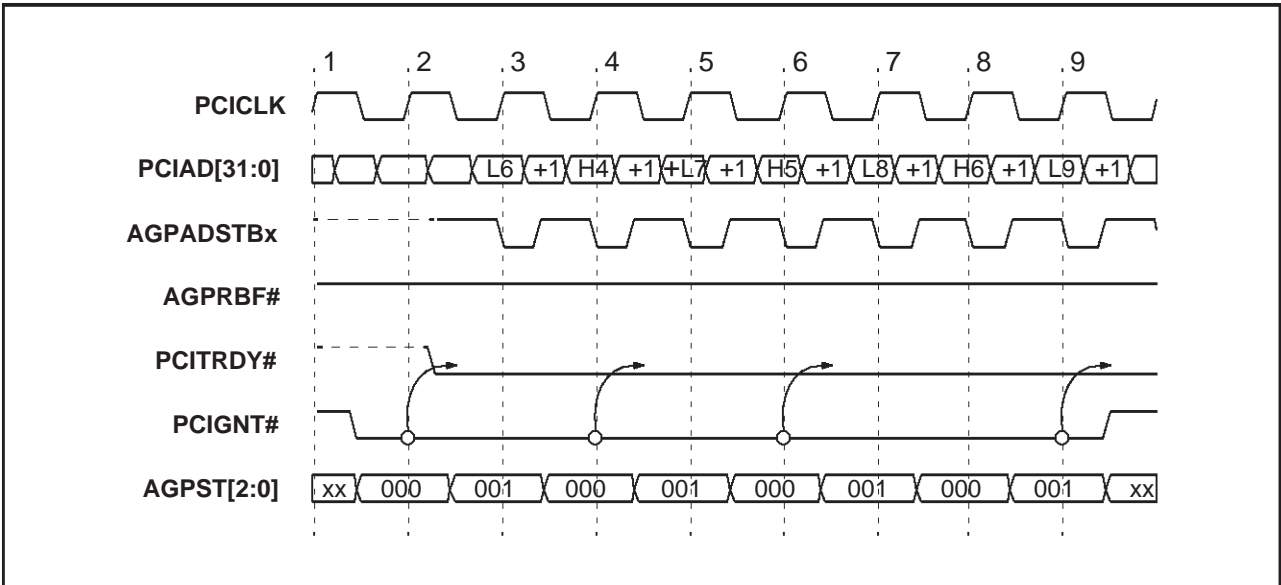 1 2 3 4 5 6 7 8 9
PCICLK
PCIAD[31:0] L6 +1 H4 +1 +L7 +1 H5 +1 L8 +1 H6 +1 L9 +1
AGPADSTBx
AGPRBF#
PCITRDY#
PCIGNT#
AGPST[2:0] xx 000 001 000 001 000 001 000 001 xx